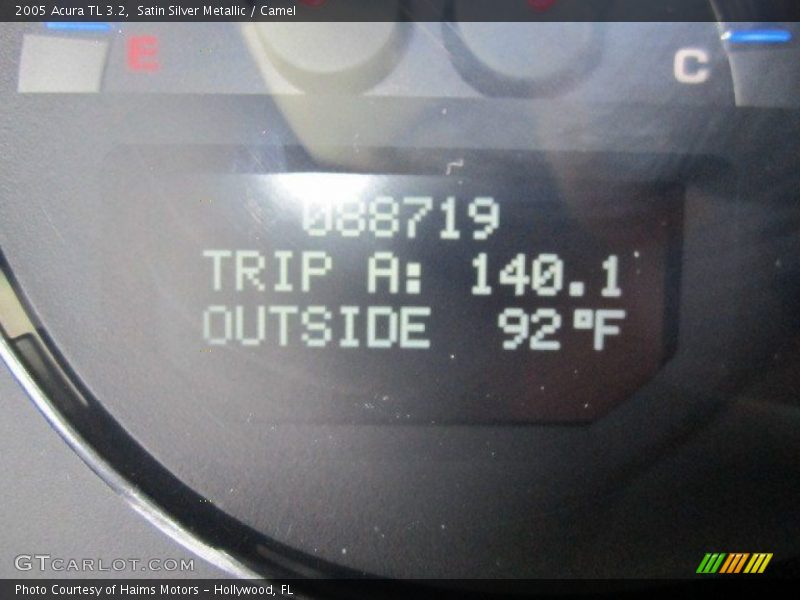 2005 Acura TL 3.2, Satin Silver Metallic / Camel
E
C
088719
TRIP A: 140.1
OUTSIDE 92°F
GTCARLOT.COM
Photo Courtesy of Haims Motors - Hollywood, FL